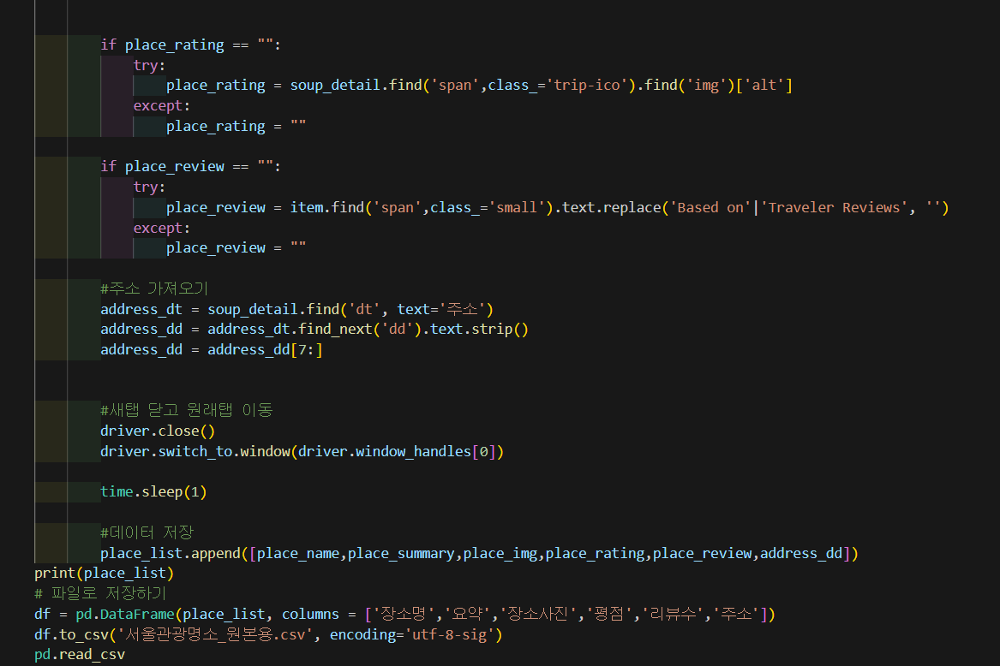 if place_rating == "":
try:
place_rating = soup_detail.find('span',class_='trip-ico').find('img')['alt']
except:
place_rating = ""
if place_review == "":
try:
place_review = item.find('span',class_='small').text.replace('Based on'|'Traveler Reviews', '')
except:
place_review = ""
#주소 가져오기
address_dt = soup_detail.find('dt', text='주소')
address_dd = address_dt.find_next('dd').text.strip()
address_dd = address_dd[7:]
#새탭 닫고 원래탭 이동
driver.close()
driver.switch_to.window(driver.window_handles[0])
time.sleep(1)
#데이터 저장
place_list.append([place_name,place_summary,place_img,place_rating,place_review,address_dd])
print(place_list)
# 파일로 저장하기
df = pd.DataFrame(place_list, columns = ['장소명','요약','장소사진','평점','리뷰수','주소'])
df.to_csv('서울관광명소_원본용.csv', encoding='utf-8-sig')
pd.read_csv